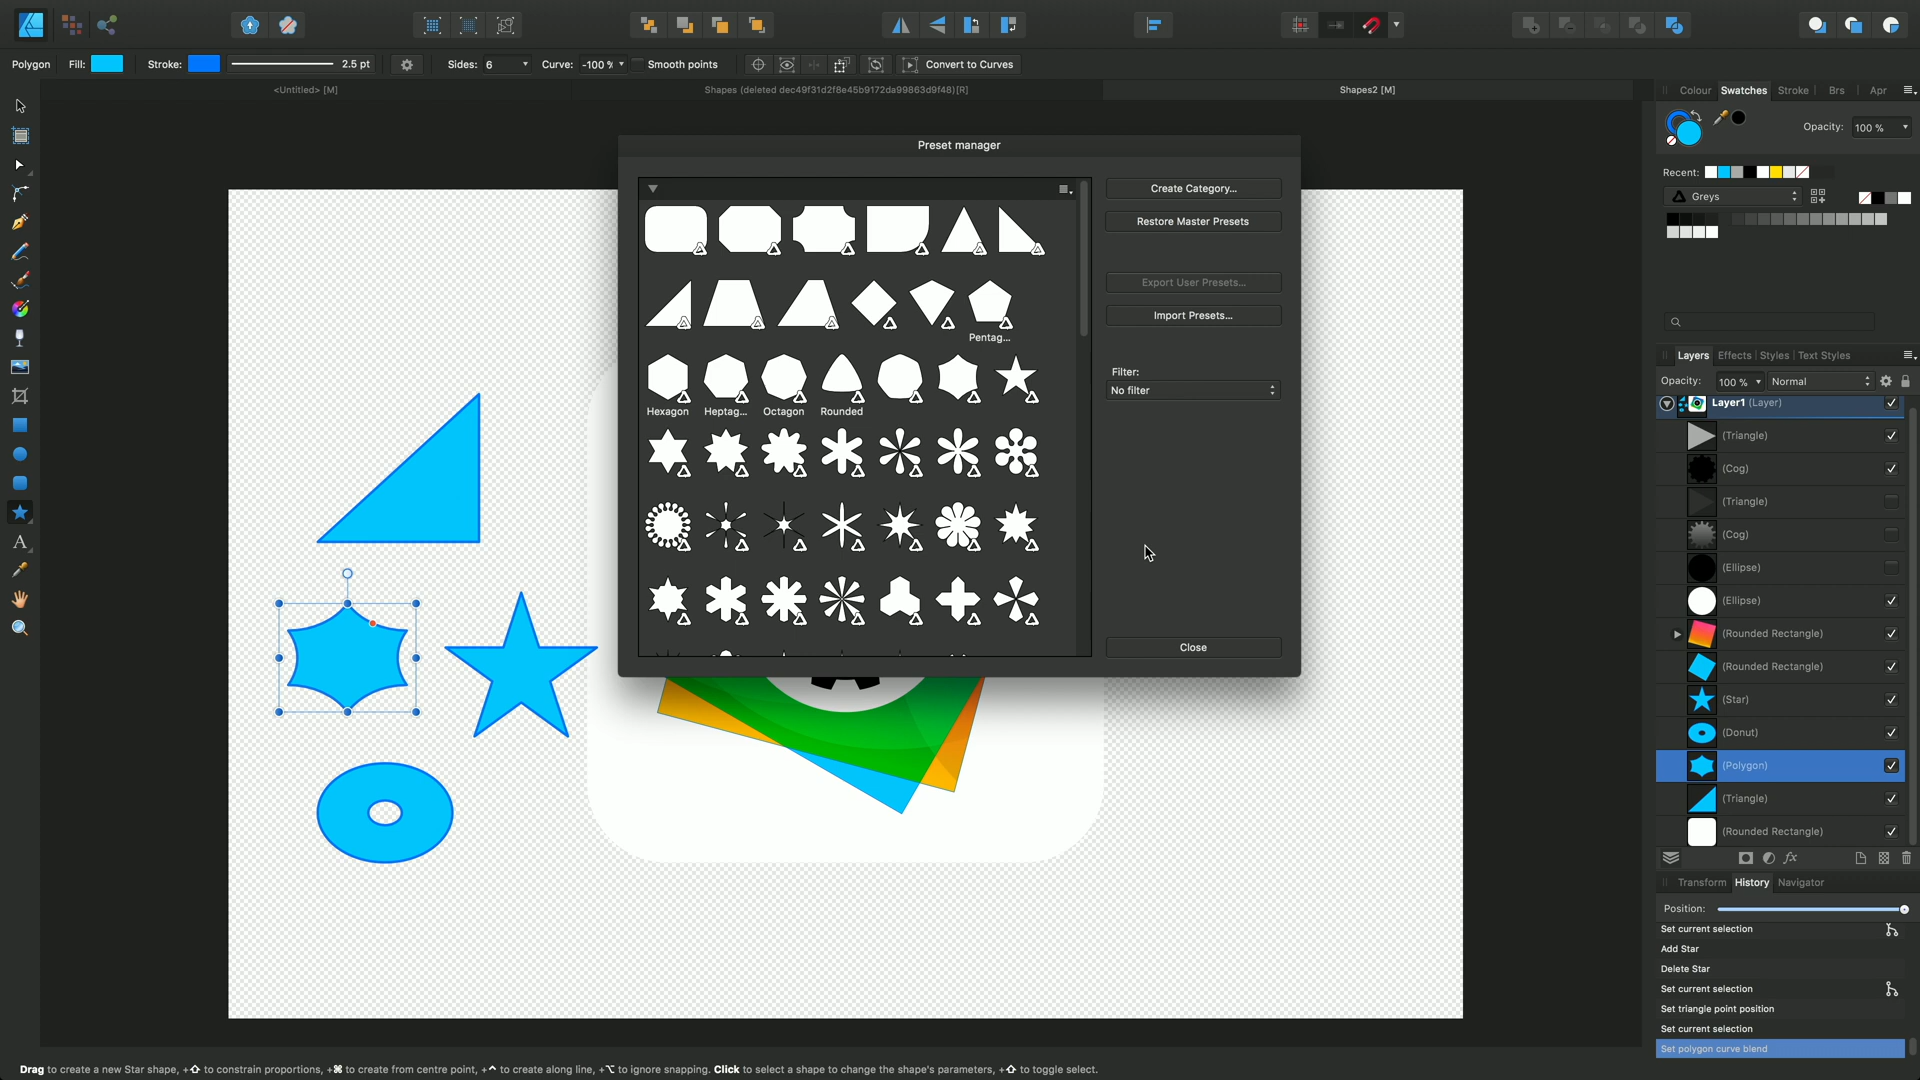 Polygon Fill: Stroke: 2.5 pt Sides: 6 Curve: -100 % Smooth points Convert to Curves
<Untitled> [M] Shapes (deleted dec49f31d2f8e45b9172da99863d9f48)[R] Shapes2 [M]
Colour Swatches Stroke Brs Apr
Opacity: 100 %
Recent:
Greys
Preset manager
Create Category...
Restore Master Presets
Export User Presets...
Import Presets...
Pentag...
Filter:
No filter
Hexagon Heptag... Octagon Rounded
Close
Layers Effects Styles Text Styles
Opacity: 100 % Normal
Layer1 (Layer)
(Triangle)
(Cog)
(Triangle)
(Cog)
(Ellipse)
(Ellipse)
(Rounded Rectangle)
(Rounded Rectangle)
(Star)
(Donut)
(Polygon)
(Triangle)
(Rounded Rectangle)
fx
Transform History Navigator
Position:
Set current selection
Add Star
Delete Star
Set current selection
Set triangle point position
Set current selection
Set polygon curve blend
Drag to create a new Star shape, +⇧ to constrain proportions, +⌘ to create from centre point, +⌃ to create along line, +⌥ to ignore snapping. Click to select a shape to change the shape's parameters, +⇧ to toggle select.